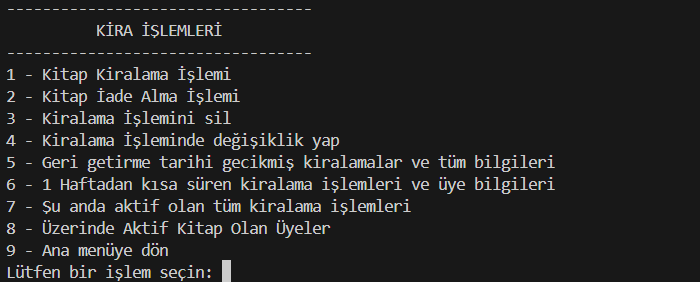 ----------------------------------
KİRA İŞLEMLERİ
----------------------------------
1 - Kitap Kiralama İşlemi
2 - Kitap İade Alma İşlemi
3 - Kiralama İşlemini sil
4 - Kiralama İşleminde değişiklik yap
5 - Geri getirme tarihi gecikmiş kiralamalar ve tüm bilgileri
6 - 1 Haftadan kısa süren kiralama işlemleri ve üye bilgileri
7 - Şu anda aktif olan tüm kiralama işlemleri
8 - Üzerinde Aktif Kitap Olan Üyeler
9 - Ana menüye dön
Lütfen bir işlem seçin: